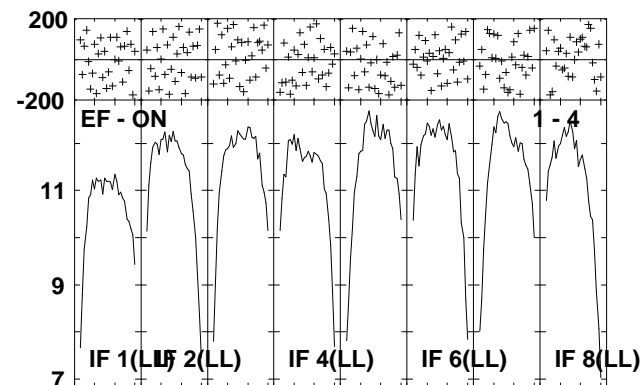 200
-200
EF - ON 1 - 4
11
9
IF 1(LL) IF 2(LL) IF 4(LL) IF 6(LL) IF 8(LL)
7